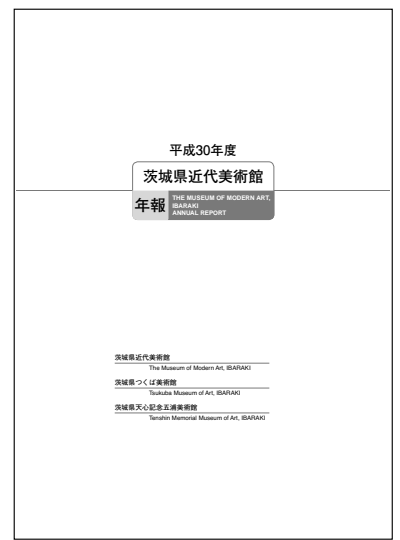 平成30年度
茨城県近代美術館
年報
THE MUSEUM OF MODERN ART,
IBARAKI
ANNUAL REPORT
茨城県近代美術館
The Museum of Modern Art, IBARAKI
茨城県つくば美術館
Tsukuba Museum of Art, IBARAKI
茨城県天心記念五浦美術館
Tenshin Memorial Museum of Art, IBARAKI